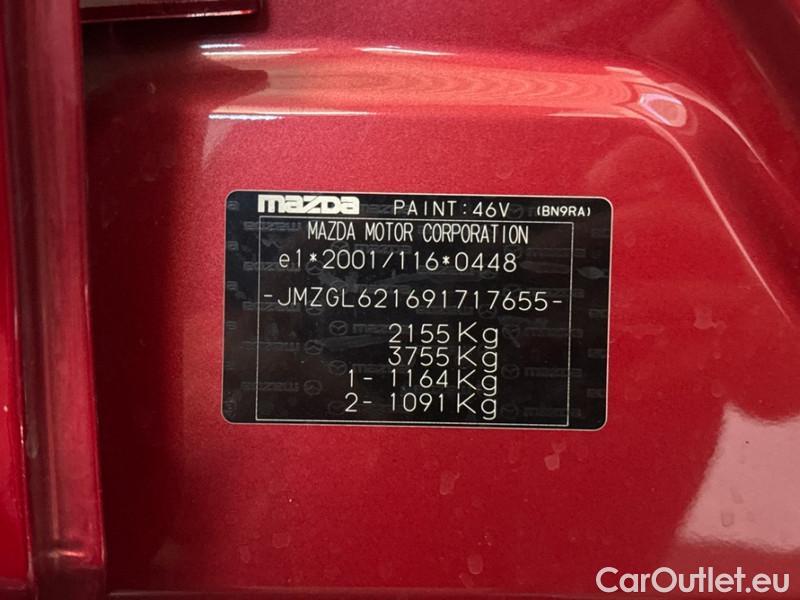 mazda PAINT:46V (BN9RA)
MAZDA MOTOR CORPORATION
e1*2001/116*0448
-JMZGL621691717655-
2155Kg
3755Kg
1- 1164Kg
2- 1091Kg
CarOutlet.eu